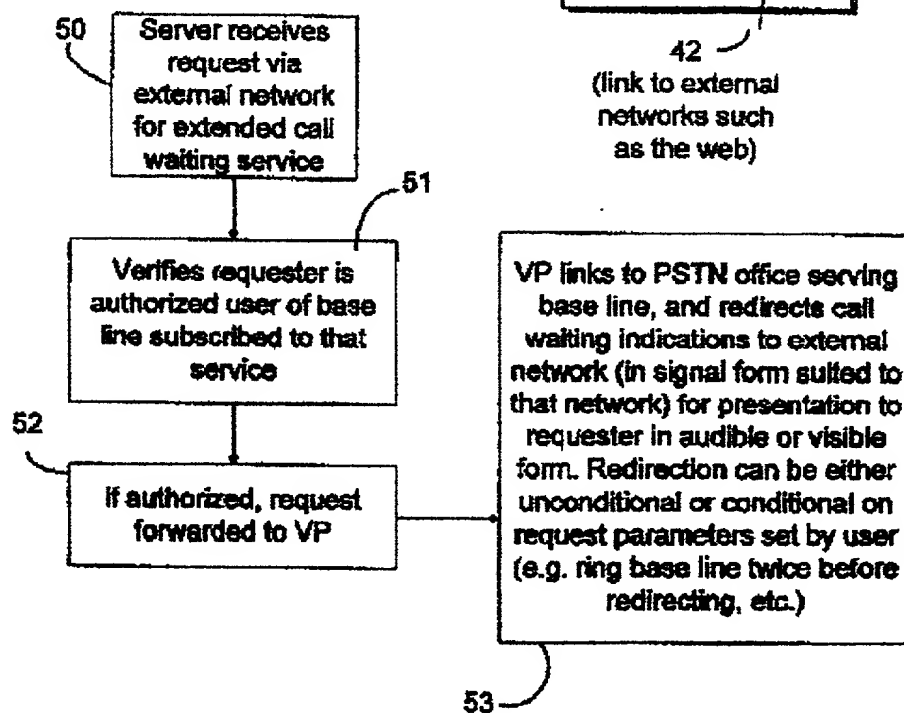 50
Server receives
request via
external network
for extended call
waiting service
42
(link to external
networks such
as the web)
51
Verifies requester is
authorized user of base
line subscribed to that
service
52
If authorized, request
forwarded to VP
VP links to PSTN office serving
base line, and redirects call
waiting indications to external
network (in signal form suited to
that network) for presentation to
requester in audible or visible
form. Redirection can be either
unconditional or conditional on
request parameters set by user
(e.g. ring base line twice before
redirecting, etc.)
53